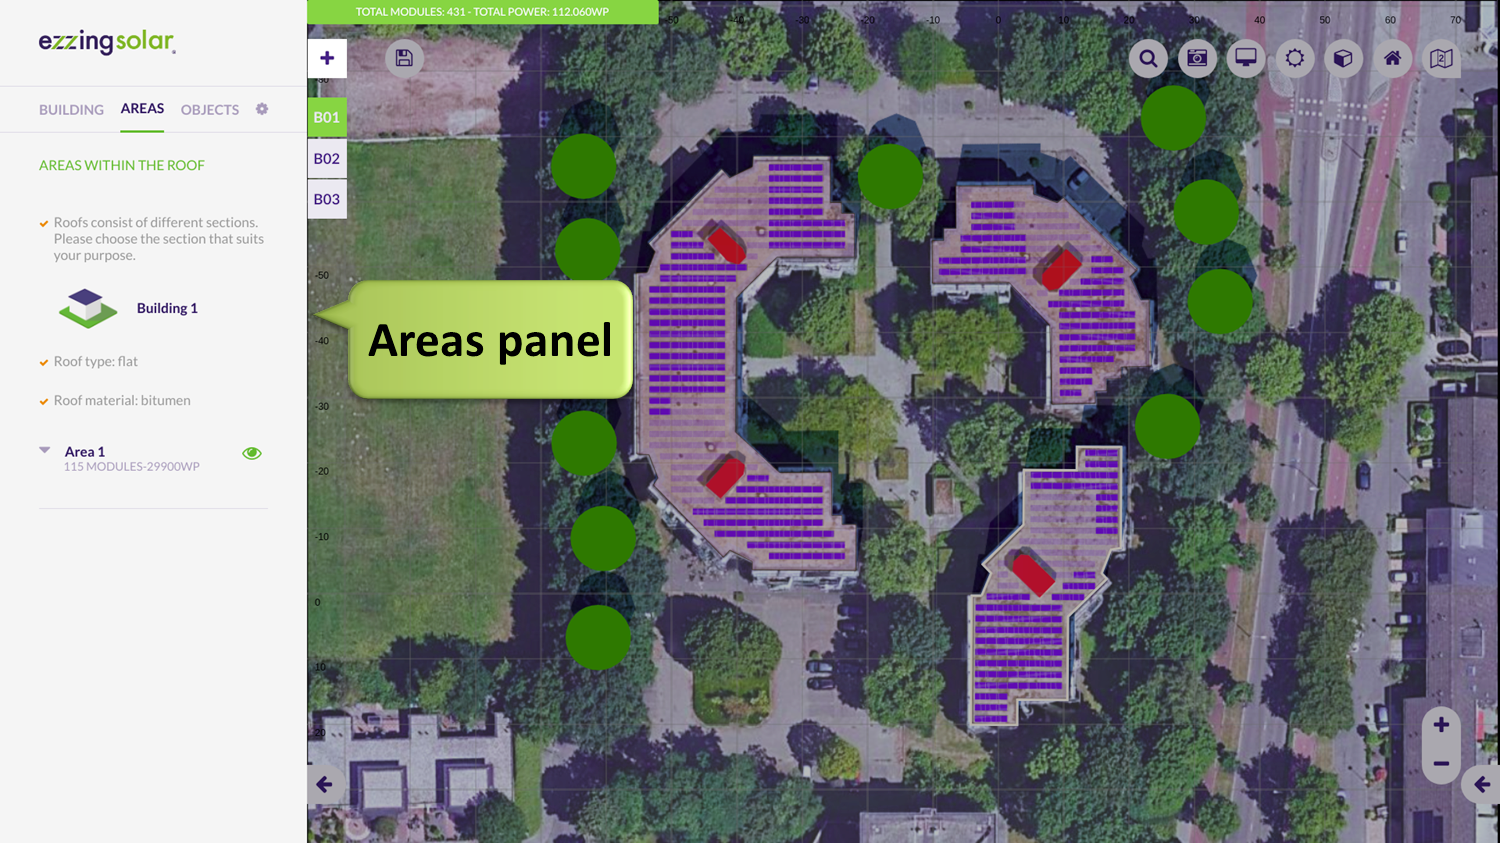 TOTAL MODULES: 431 - TOTAL POWER: 112.060WP
-50 -40 -30 -20 -10 0 10 20 30 40 50 60 70
ezzingsolar.
BUILDING AREAS OBJECTS
B01
B02
B03
AREAS WITHIN THE ROOF
Roofs consist of different sections.
Please choose the section that suits
your purpose.
Building 1
Roof type: flat
Roof material: bitumen
Area 1
115 MODULES-29900WP
Areas panel
-50
-40
-30
-20
-10
0
10
20
2